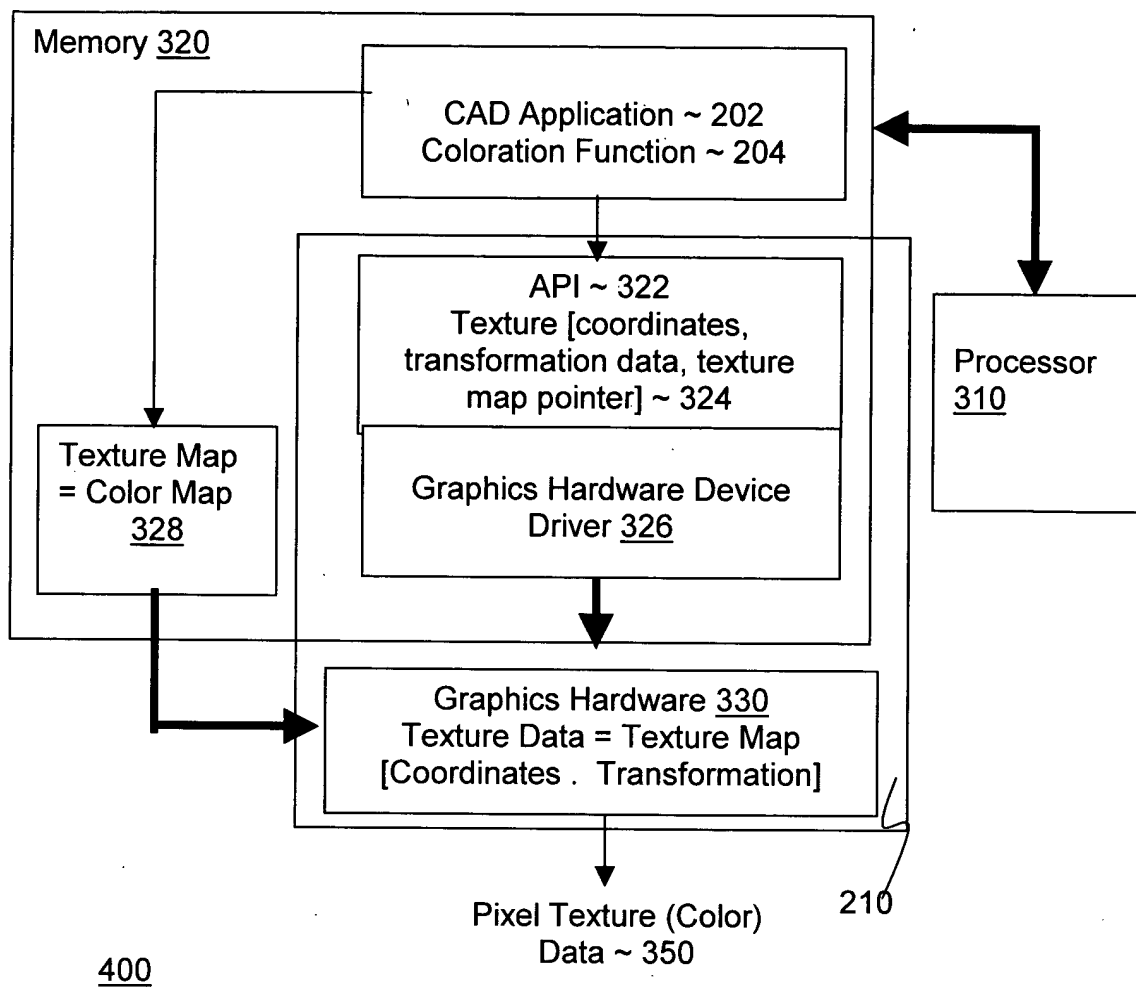 Memory 320
CAD Application ~ 202
Coloration Function ~ 204
API ~ 322
Texture [coordinates,
transformation data, texture
map pointer] ~ 324
Processor
310
Texture Map
= Color Map
328
Graphics Hardware Device
Driver 326
Graphics Hardware 330
Texture Data = Texture Map
[Coordinates . Transformation]
210
Pixel Texture (Color)
Data ~ 350
400